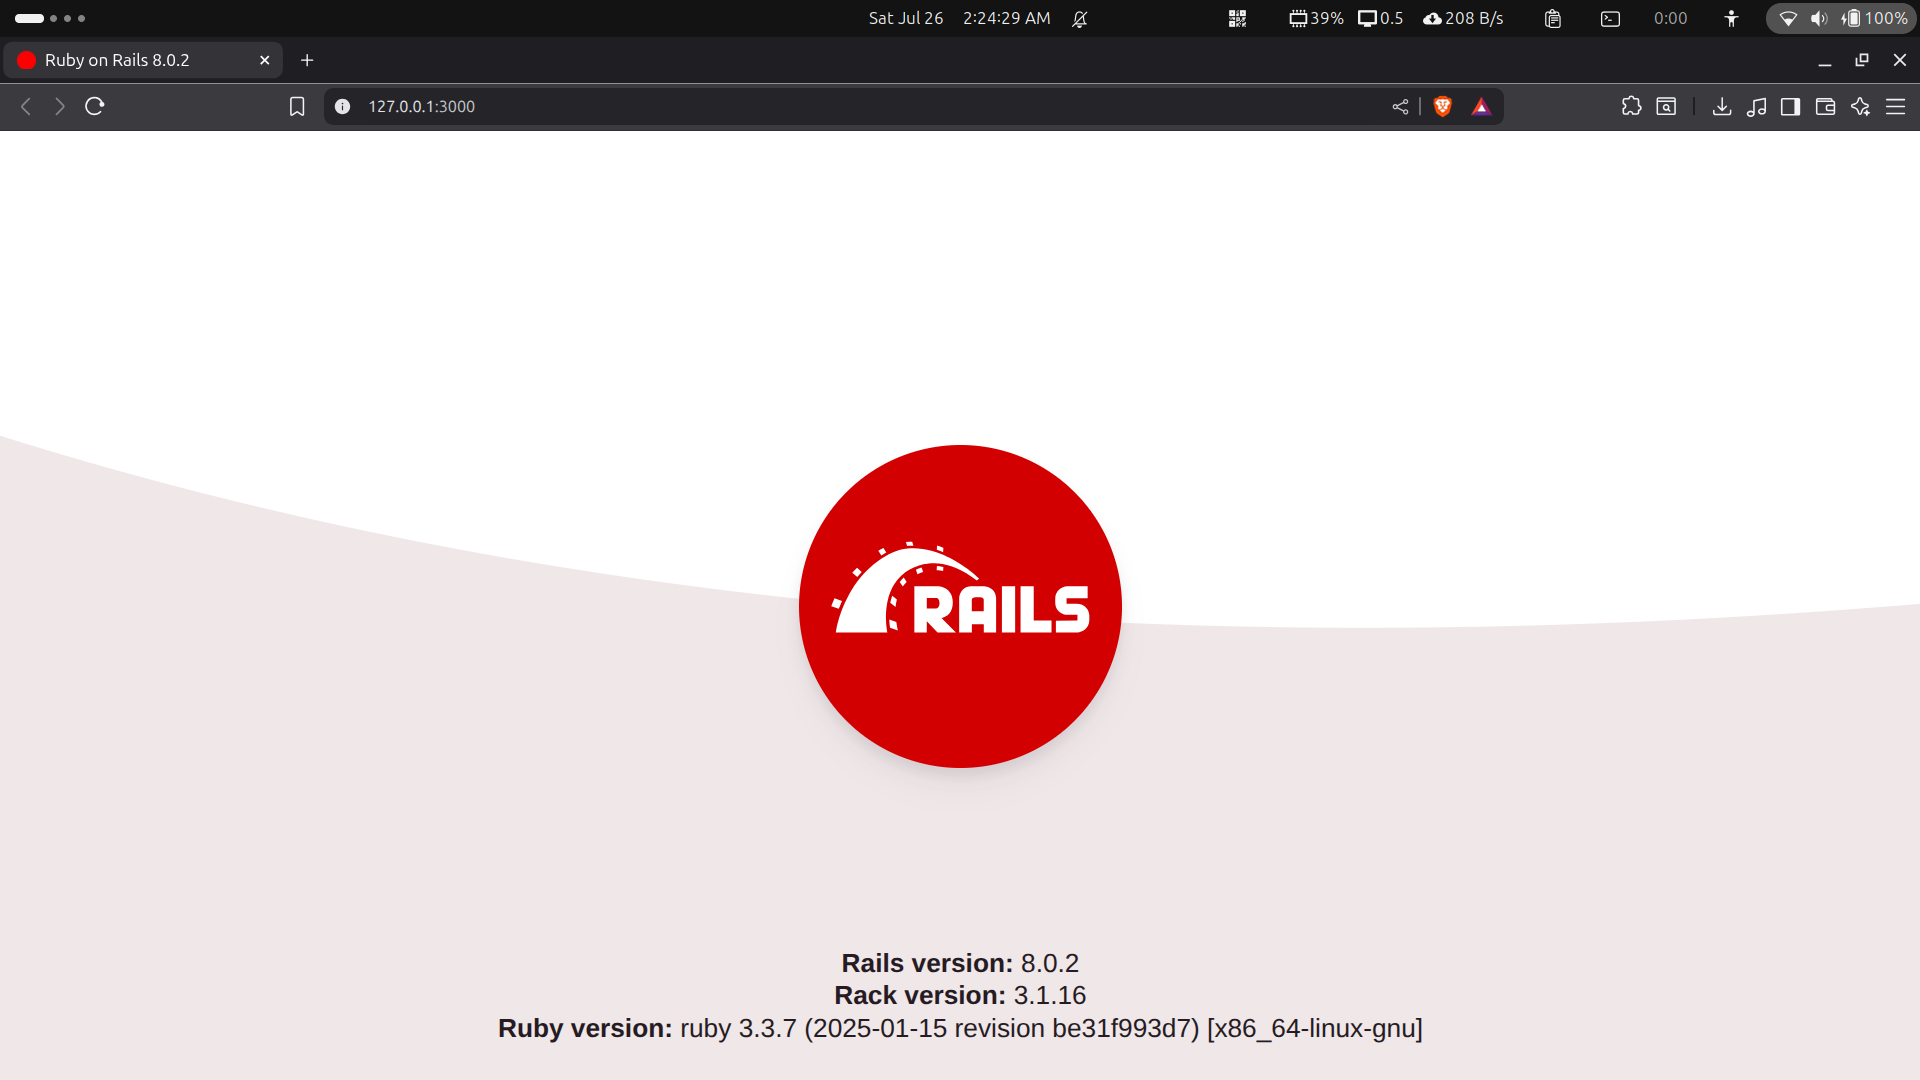 Sat Jul 26 2:24:29 AM
39% 0.5 208 B/s 0:00 100%
Ruby on Rails 8.0.2
127.0.0.1:3000
RAILS
Rails version: 8.0.2
Rack version: 3.1.16
Ruby version: ruby 3.3.7 (2025-01-15 revision be31f993d7) [x86_64-linux-gnu]